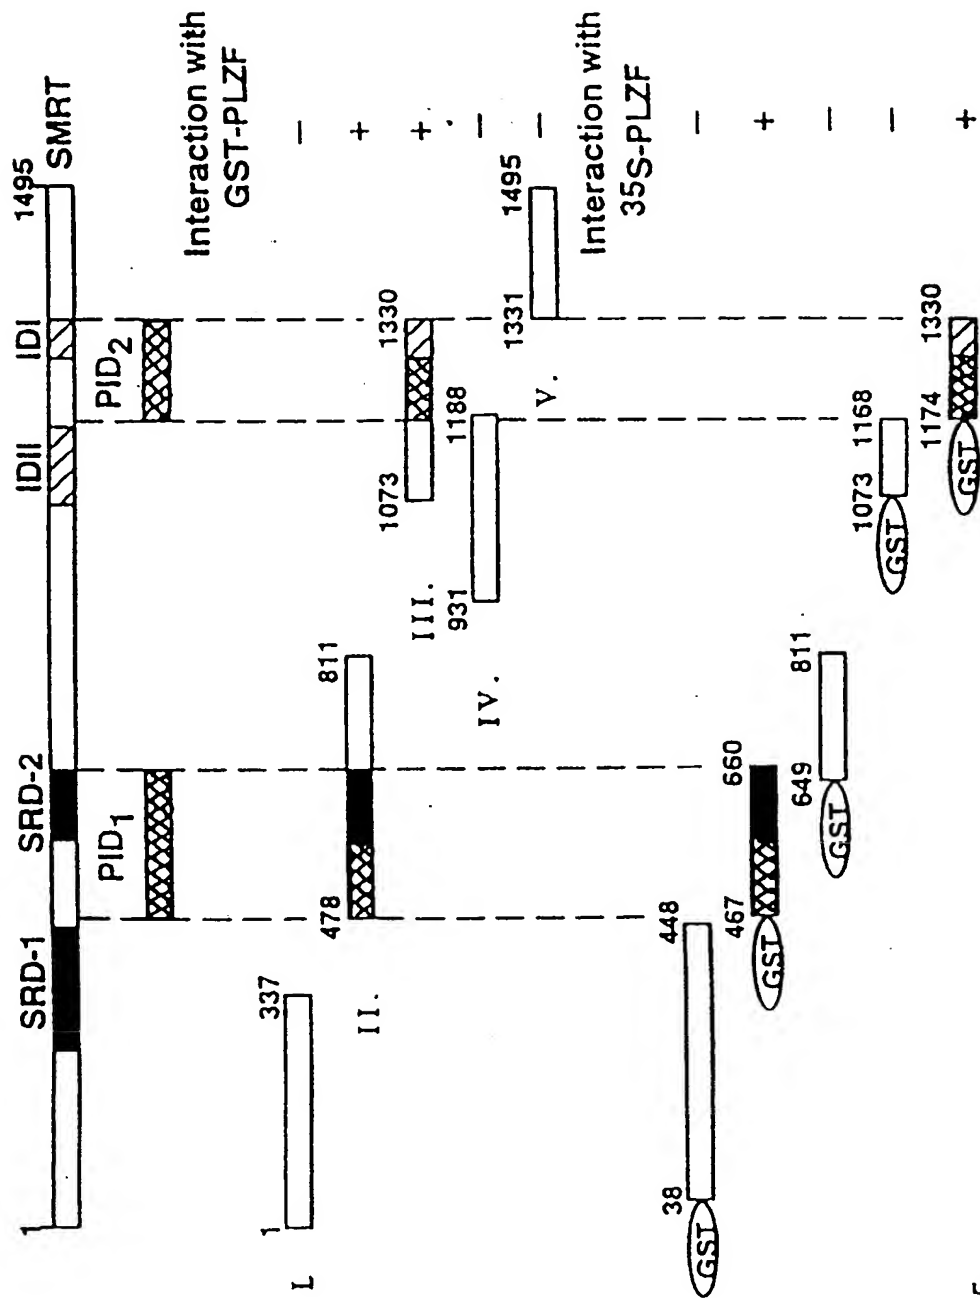 1 1495
SRD-1 SRD-2 IDII IDI SMRT
PID1 PID2
Interaction with
GST-PLZF
L 1 337 −
II. 478 811 +
III. 1073 1330 +
IV. 931 1188 −
V. 1331 1495 −
Interaction with
35S-PLZF
GST 38 448 −
GST 467 660 +
GST 649 811 −
GST 1073 1168 −
GST 1174 1330 +